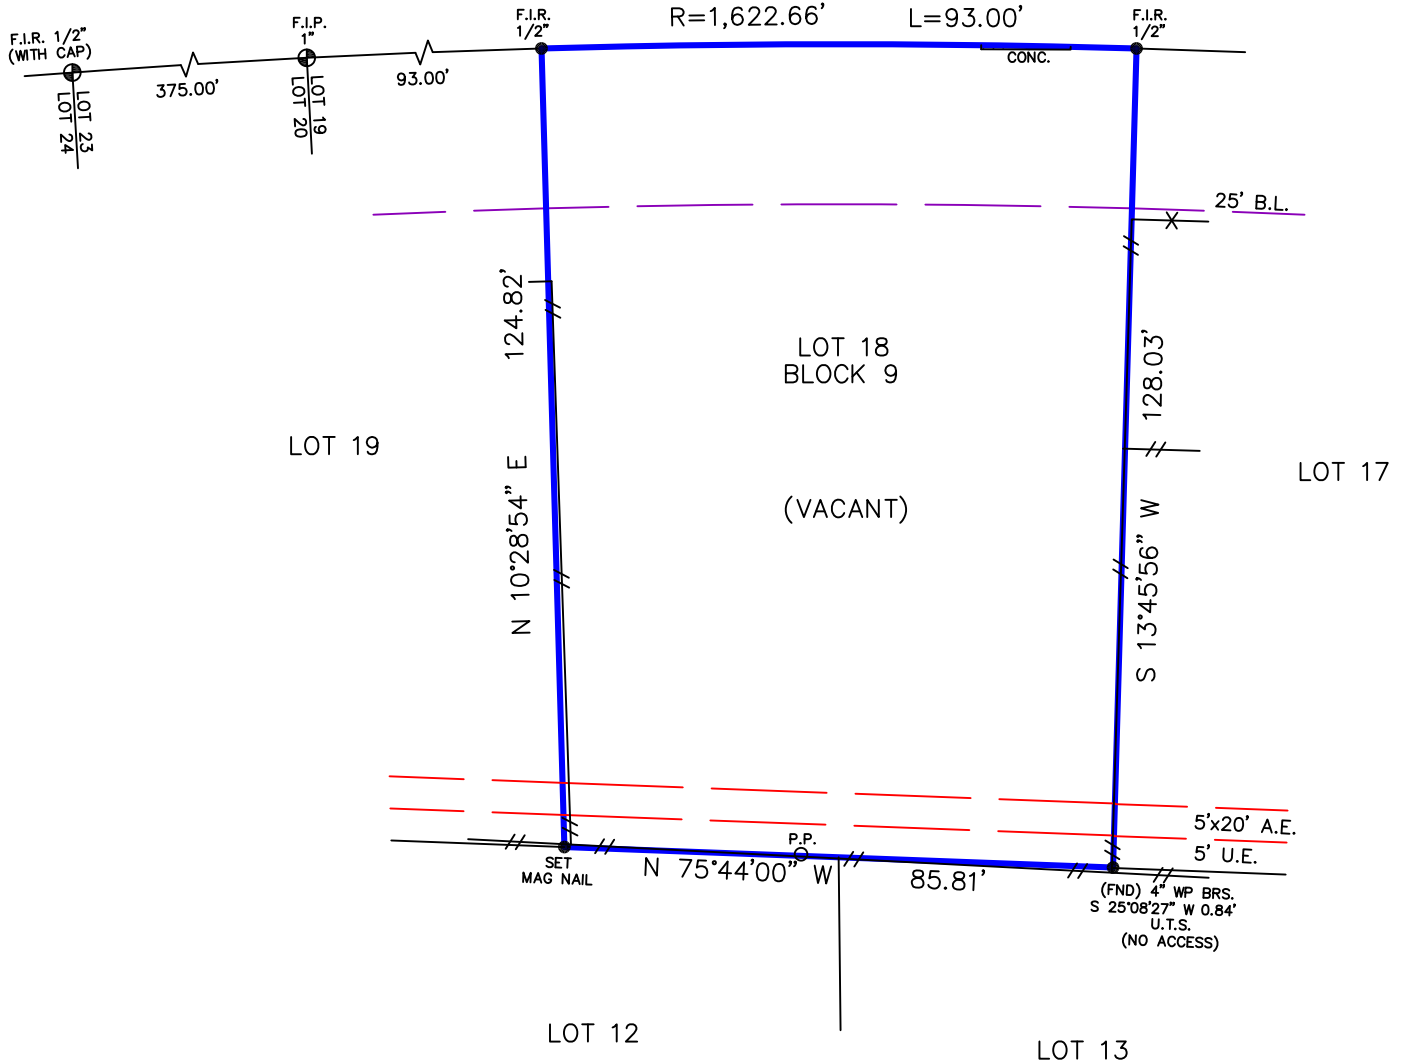 F.I.R. 1/2"
(WITH CAP)
F.I.P.
1"
F.I.R.
1/2"
R=1,622.66' L=93.00'
F.I.R.
1/2"
CONC.
375.00'
93.00'
LOT 23
LOT 24
LOT 19
LOT 20
25' B.L.
124.82'
N 10°28'54" E
LOT 18
BLOCK 9
128.03'
S 13°45'56" W
LOT 19
LOT 17
(VACANT)
5'x20' A.E.
5' U.E.
P.P.
SET
MAG NAIL
N 75°44'00" W 85.81'
(FND) 4" WP BRS.
S 25°08'27" W 0.84'
U.T.S.
(NO ACCESS)
LOT 12
LOT 13